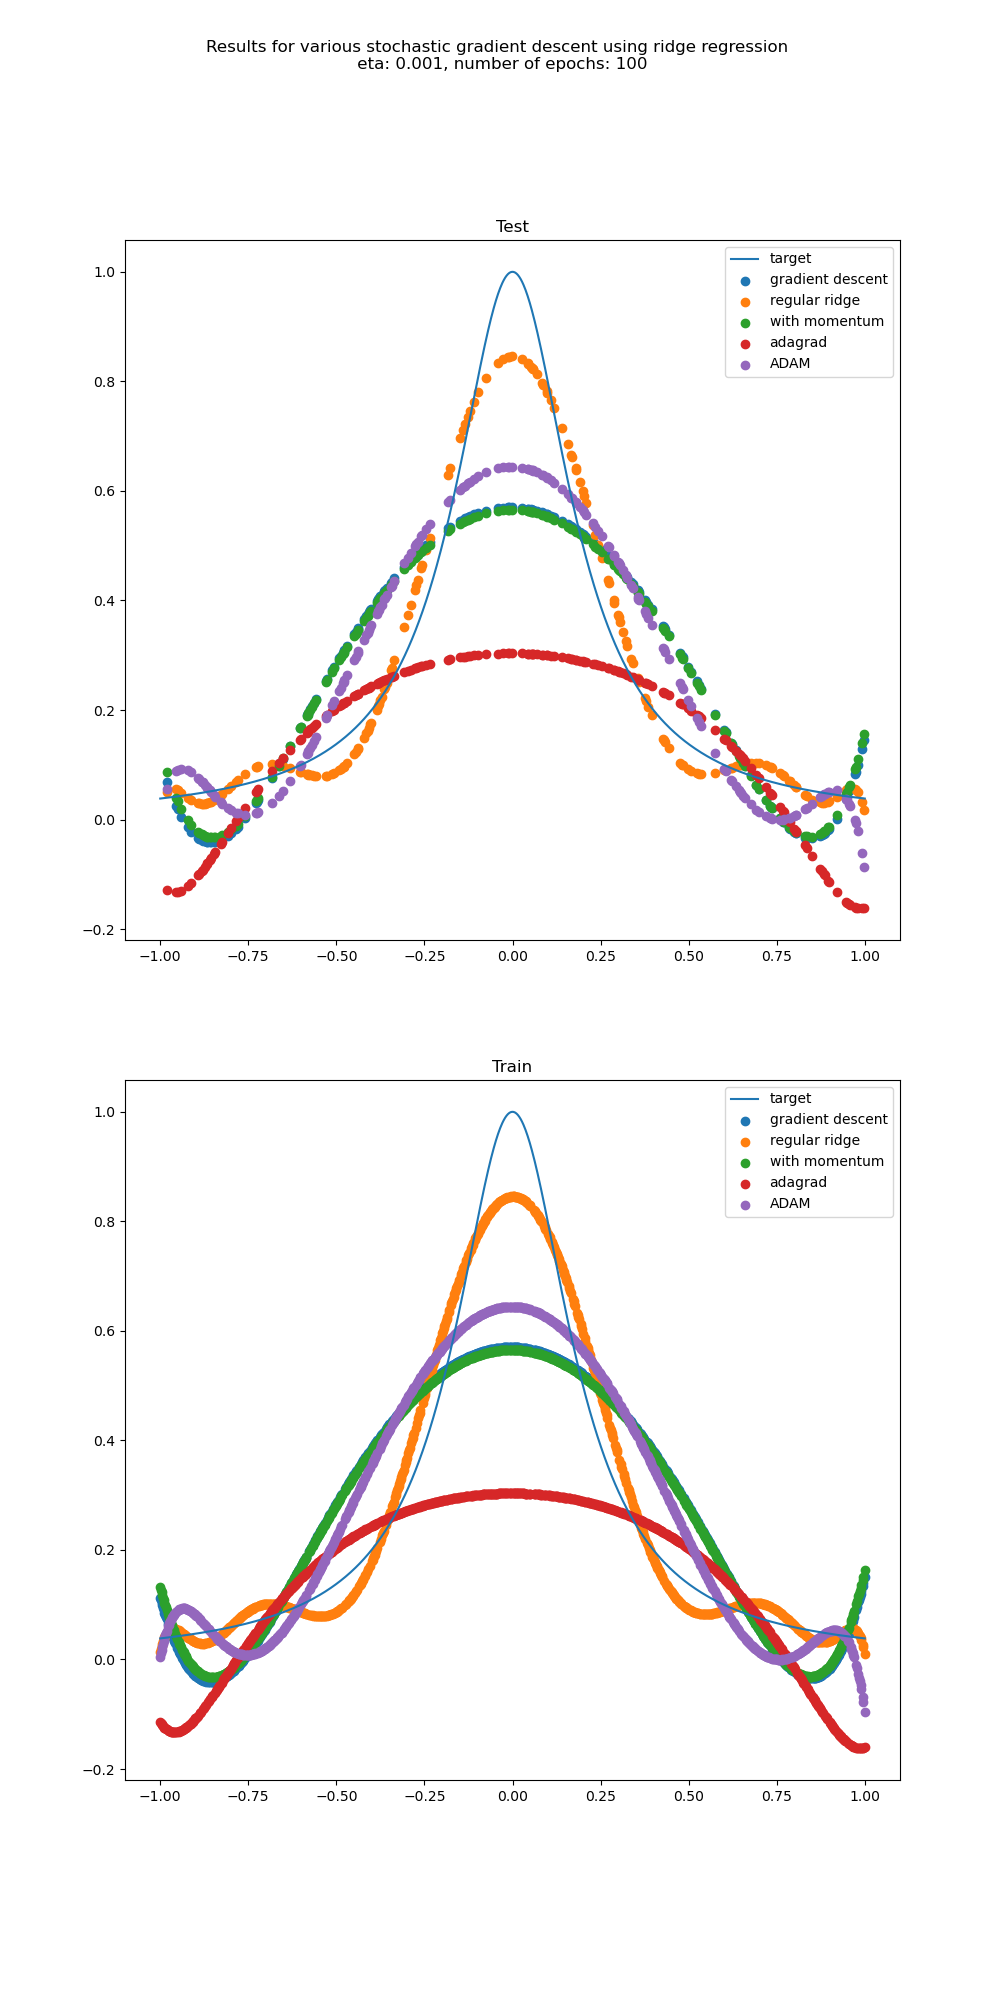 Results for various stochastic gradient descent using ridge regression
eta: 0.001, number of epochs: 100
Test
target
gradient descent
regular ridge
with momentum
adagrad
ADAM
1.0
0.8
0.6
0.4
0.2
0.0
−0.2
−1.00 −0.75 −0.50 −0.25 0.00 0.25 0.50 0.75 1.00
Train
target
gradient descent
regular ridge
with momentum
adagrad
ADAM
1.0
0.8
0.6
0.4
0.2
0.0
−0.2
−1.00 −0.75 −0.50 −0.25 0.00 0.25 0.50 0.75 1.00